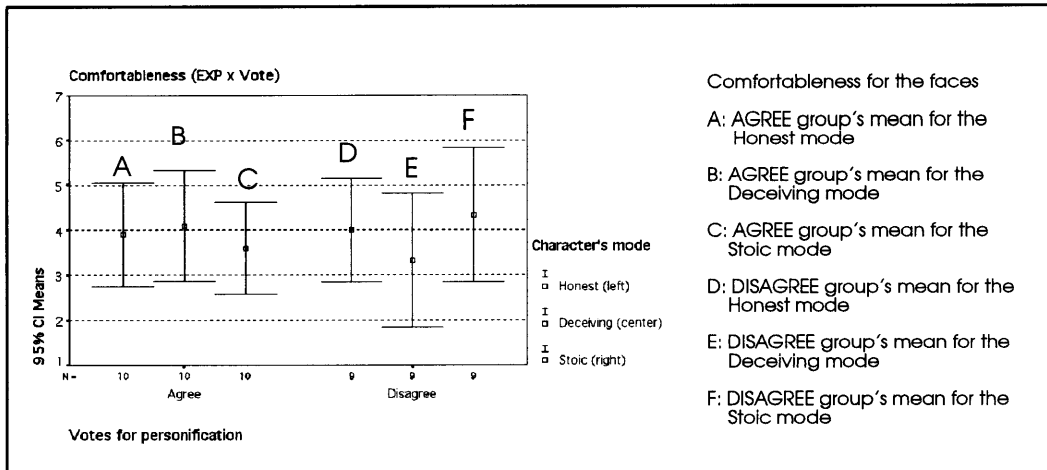 Comfortableness (EXP x Vote)
7
6
5
4
3
2
1
95% CI Means
A
B
C
D
E
F
N =
10
10
10
9
9
9
Agree
Disagree
Votes for personification
Character's mode
Honest (left)
Deceiving (center)
Stoic (right)
Comfortableness for the faces
A: AGREE group's mean for the
Honest mode
B: AGREE group's mean for the
Deceiving mode
C: AGREE group's mean for the
Stoic mode
D: DISAGREE group's mean for the
Honest mode
E: DISAGREE group's mean for the
Deceiving mode
F: DISAGREE group's mean for the
Stoic mode